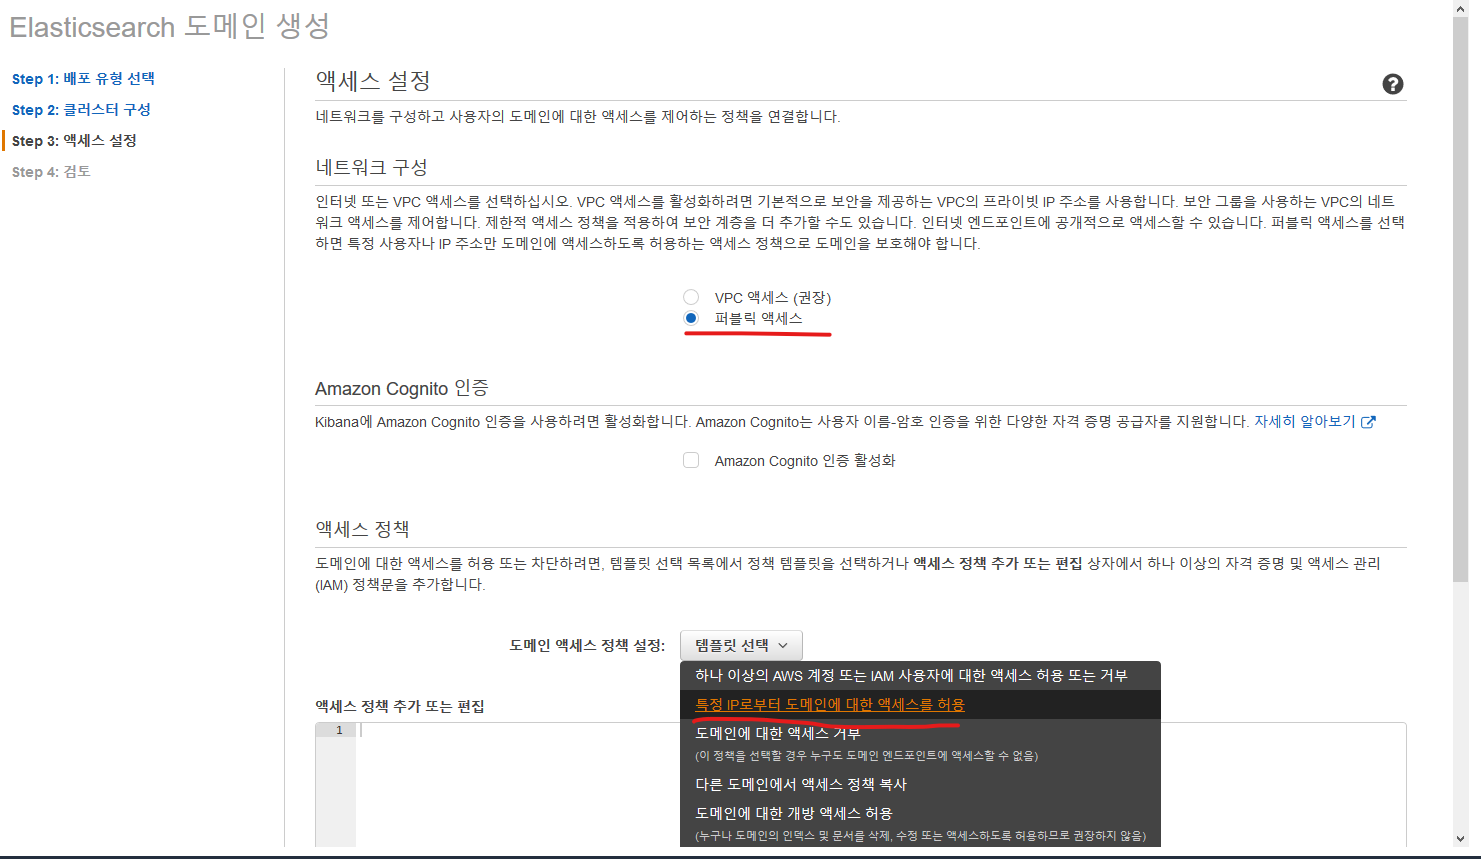 Elasticsearch 도메인 생성
Step 1: 배포 유형 선택
Step 2: 클러스터 구성
Step 3: 액세스 설정
Step 4: 검토
액세스 설정
네트워크를 구성하고 사용자의 도메인에 대한 액세스를 제어하는 정책을 연결합니다.
네트워크 구성
인터넷 또는 VPC 액세스를 선택하십시오. VPC 액세스를 활성화하려면 기본적으로 보안을 제공하는 VPC의 프라이빗 IP 주소를 사용합니다. 보안 그룹을 사용하는 VPC의 네트
워크 액세스를 제어합니다. 제한적 액세스 정책을 적용하여 보안 계층을 더 추가할 수도 있습니다. 인터넷 엔드포인트에 공개적으로 액세스할 수 있습니다. 퍼블릭 액세스를 선택
하면 특정 사용자나 IP 주소만 도메인에 액세스하도록 허용하는 액세스 정책으로 도메인을 보호해야 합니다.
VPC 액세스 (권장)
퍼블릭 액세스
Amazon Cognito 인증
Kibana에 Amazon Cognito 인증을 사용하려면 활성화합니다. Amazon Cognito는 사용자 이름-암호 인증을 위한 다양한 자격 증명 공급자를 지원합니다. 자세히 알아보기
Amazon Cognito 인증 활성화
액세스 정책
도메인에 대한 액세스를 허용 또는 차단하려면, 템플릿 선택 목록에서 정책 템플릿을 선택하거나 액세스 정책 추가 또는 편집 상자에서 하나 이상의 자격 증명 및 액세스 관리
(IAM) 정책문을 추가합니다.
도메인 액세스 정책 설정: 템플릿 선택
하나 이상의 AWS 계정 또는 IAM 사용자에 대한 액세스 허용 또는 거부
특정 IP로부터 도메인에 대한 액세스를 허용
도메인에 대한 액세스 거부
(이 정책을 선택할 경우 누구도 도메인 엔드포인트에 액세스할 수 없음)
다른 도메인에서 액세스 정책 복사
도메인에 대한 개방 액세스 허용
(누구나 도메인의 인덱스 및 문서를 삭제, 수정 또는 액세스하도록 허용하므로 권장하지 않음)
액세스 정책 추가 또는 편집
1